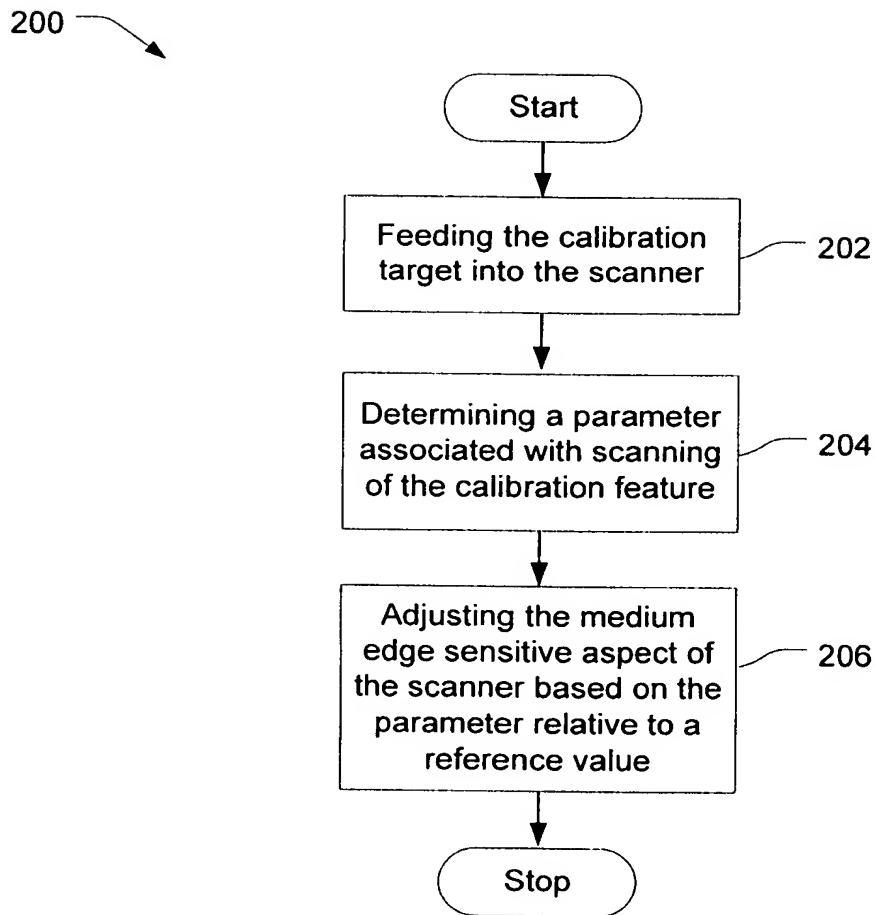 200
Start
Feeding the calibration
target into the scanner
202
Determining a parameter
associated with scanning
of the calibration feature
204
Adjusting the medium
edge sensitive aspect of
the scanner based on the
parameter relative to a
reference value
206
Stop